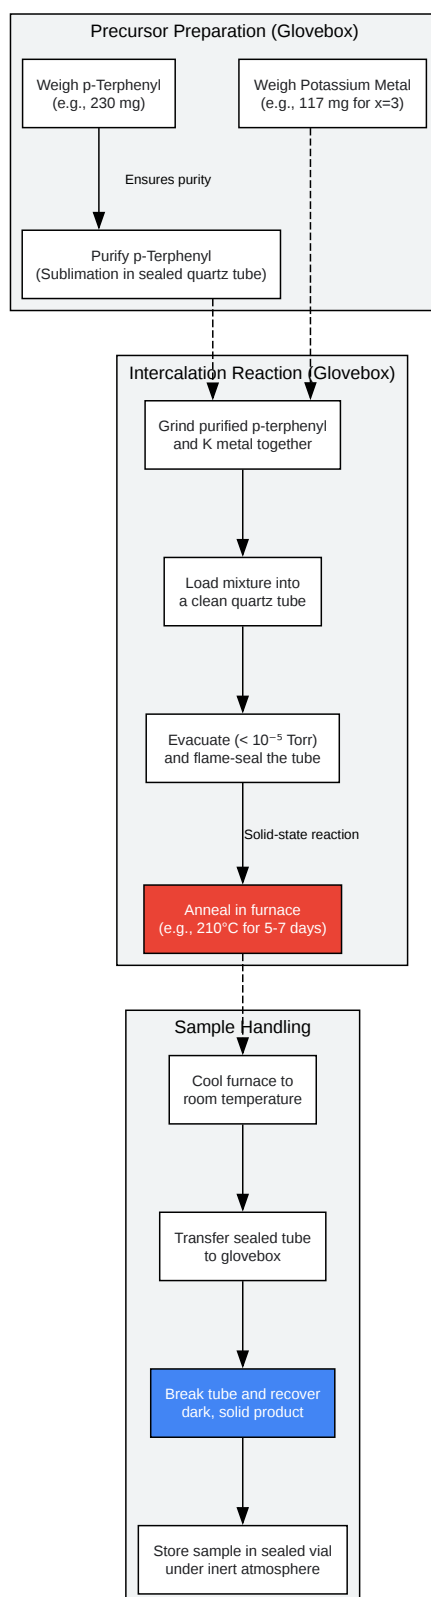 Precursor Preparation (Glovebox)
Weigh p-Terphenyl
(e.g., 230 mg)
Weigh Potassium Metal
(e.g., 117 mg for x=3)
Ensures purity
Purify p-Terphenyl
(Sublimation in sealed quartz tube)
Intercalation Reaction (Glovebox)
Grind purified p-terphenyl
and K metal together
Load mixture into
a clean quartz tube
Evacuate (< 10⁻⁵ Torr)
and flame-seal the tube
Solid-state reaction
Anneal in furnace
(e.g., 210°C for 5-7 days)
Sample Handling
Cool furnace to
room temperature
Transfer sealed tube
to glovebox
Break tube and recover
dark, solid product
Store sample in sealed vial
under inert atmosphere